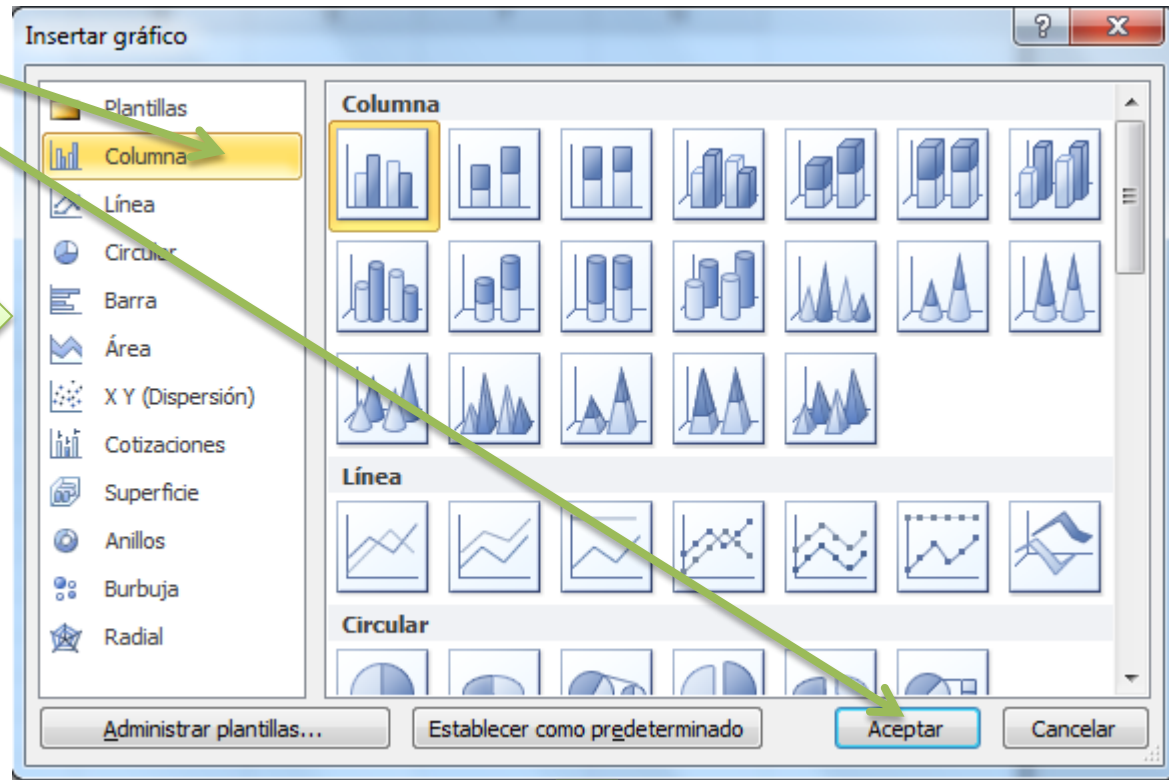 Insertar gráfico
Plantillas
Columna
Línea
Circular
Barra
Área
X Y (Dispersión)
Cotizaciones
Superficie
Anillos
Burbuja
Radial
Columna
Línea
Circular
Administrar plantillas...
Establecer como predeterminado
Aceptar
Cancelar